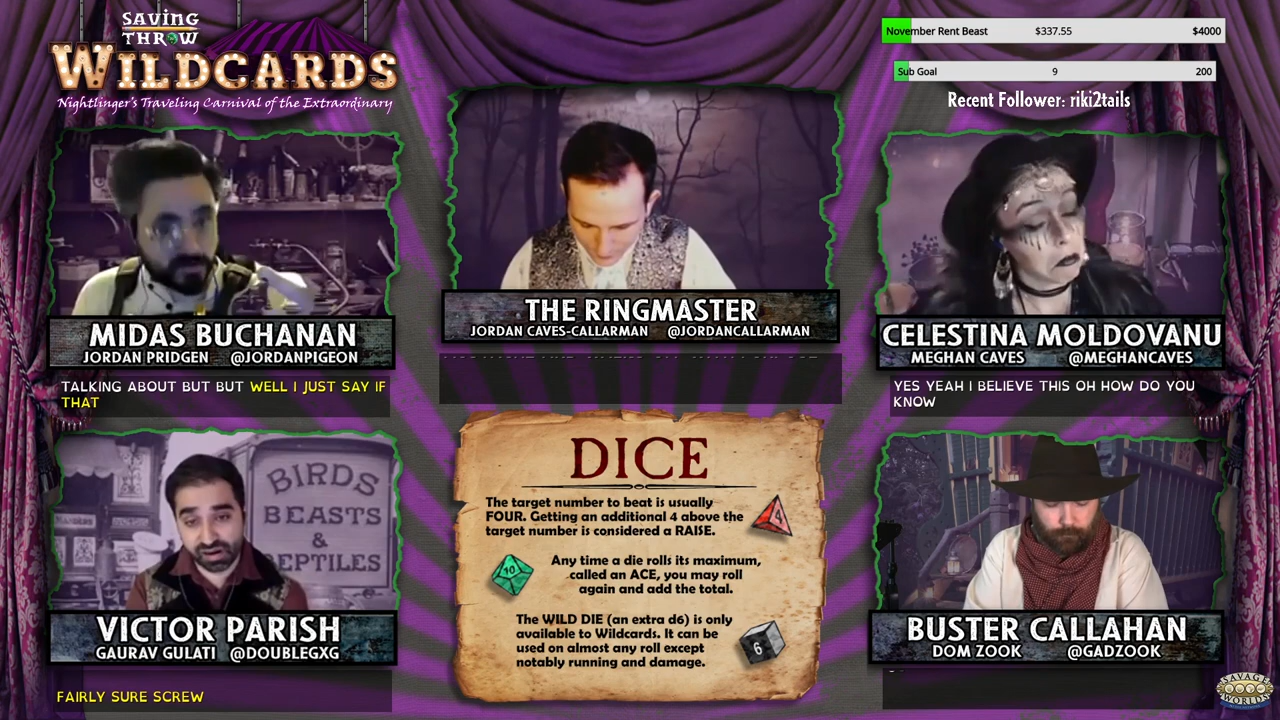 SAVING
THROW
WILDCARDS
Nightlinger's Traveling Carnival of the Extraordinary
November Rent Beast $337.55 $4000
Sub Goal 9 200
Recent Follower: riki2tails
THE RINGMASTER
JORDAN CAVES-CALLARMAN @JORDANCALLARMAN
MIDAS BUCHANAN
JORDAN PRIDGEN @JORDANPIGEON
TALKING ABOUT BUT BUT WELL I JUST SAY IF
THAT
CELESTINA MOLDOVANU
MEGHAN CAVES @MEGHANCAVES
YES YEAH I BELIEVE THIS OH HOW DO YOU
KNOW
BIRDS
BEASTS
&
REPTILES
VICTOR PARISH
GAURAV GULATI @DOUBLEGXG
FAIRLY SURE SCREW
DICE
The target number to beat is usually
FOUR. Getting an additional 4 above the
target number is considered a RAISE.
4
10
Any time a die rolls its maximum,
called an ACE, you may roll
again and add the total.
The WILD DIE (an extra d6) is only
available to Wildcards. It can be
used on almost any roll except
notably running and damage.
6
BUSTER CALLAHAN
DOM ZOOK @GADZOOK
SAVAGE
WORLDS